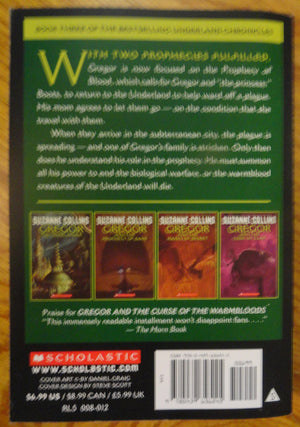 BOOK THREE OF THE BESTSELLING UNDERLAND CHRONICLES
WITH TWO PROPHECIES FULFILLED,
Gregor is now focused on the Prophecy of
Blood, which calls for Gregor and "the princess,"
Boots, to return to the Underland to help ward off a plague.
His mom agrees to let them go — on the condition that she
travel with them.
When they arrive in the subterranean city, the plague is
spreading — and one of Gregor's family is stricken. Only then
does he understand his role in the prophecy. He must summon
all his power to end the biological warfare, or the warmblood
creatures of the Underland will die.
SUZANNE COLLINS SUZANNE COLLINS SUZANNE COLLINS SUZANNE COLLINS
GREGOR GREGOR GREGOR GREGOR
Praise for GREGOR AND THE CURSE OF THE WARMBLOODS
"This immensely readable installment won't disappoint fans. . . ."
— The Horn Book
SCHOLASTIC
www.scholastic.com
COVER ART © BY DANIEL CRAIG
COVER DESIGN BY STEVE SCOTT
$6.99 US / $8.99 CAN / £5.99 UK
RL5 008-012